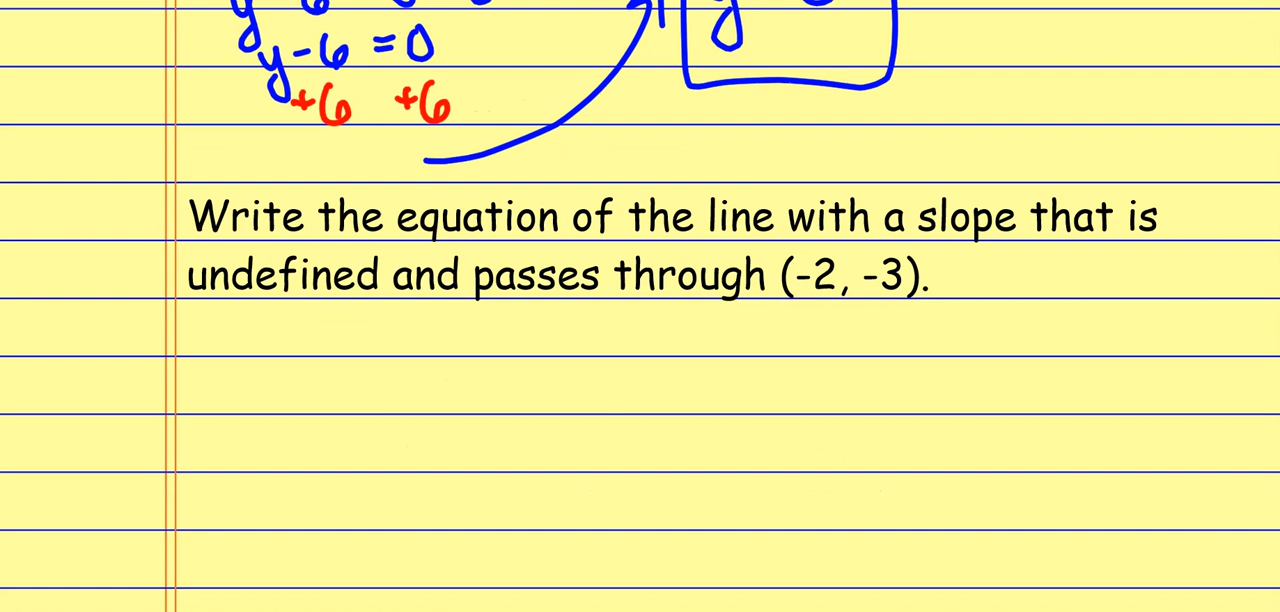 y - 6 = 0
+6 +6
Write the equation of the line with a slope that is
undefined and passes through (-2, -3).